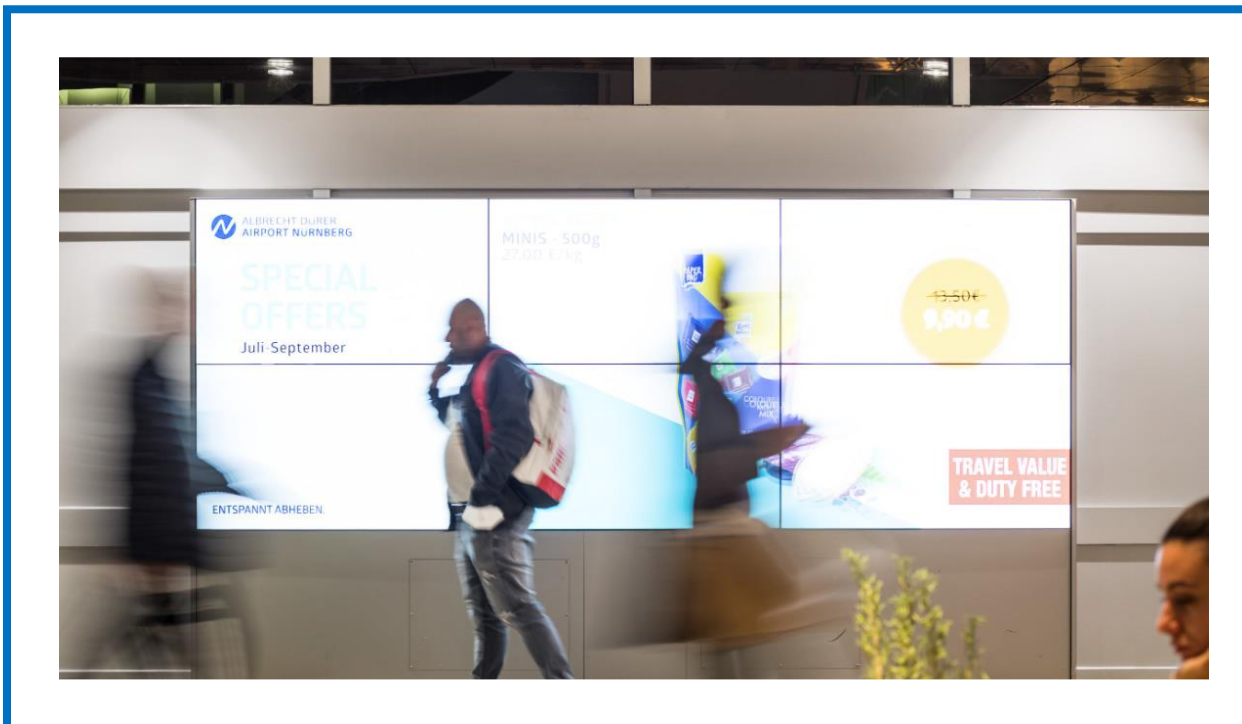 ALBRECHT DÜRER
AIRPORT NÜRNBERG
SPECIAL
OFFERS
Juli-September
MINIS - 500g
27,00 €/kg
13,50€
9,90€
TRAVEL VALUE
& DUTY FREE
ENTSPANNT ABHEBEN.